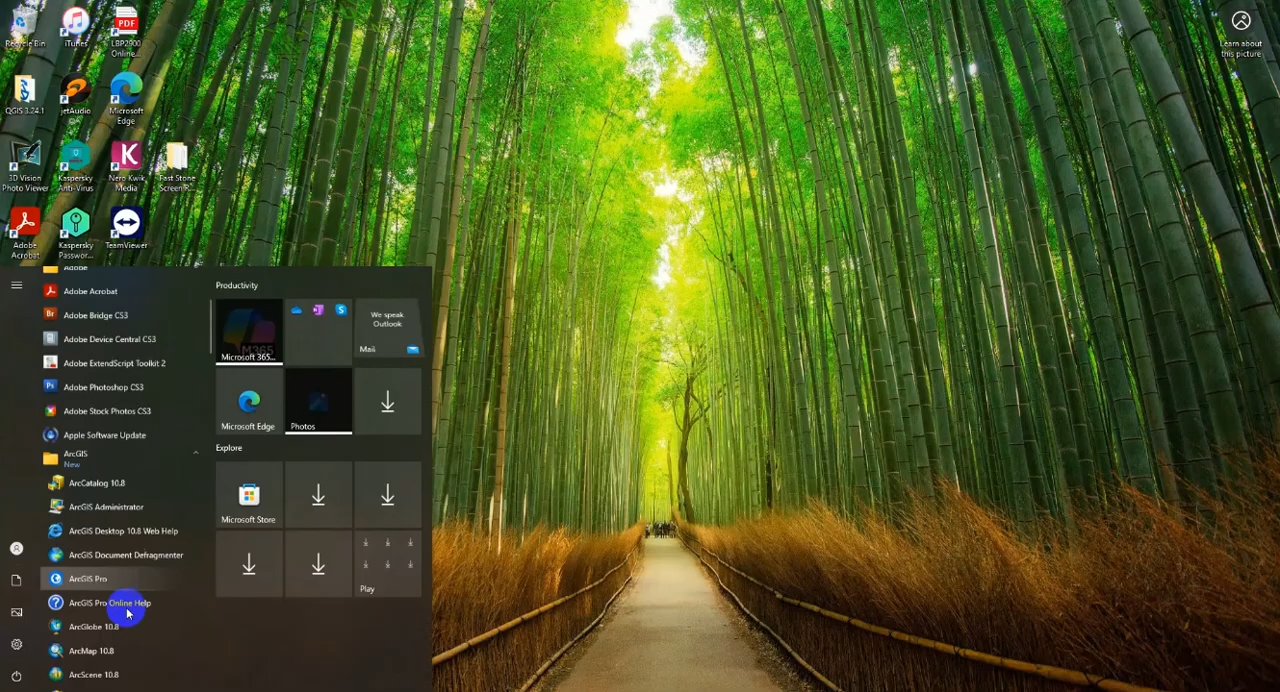 Recycle Bin
iTunes
LBP2900
Online...
QGIS 3.24.1
jetAudio
Microsoft
Edge
3D Vision
Photo Viewer
Kaspersky
Anti-Virus
Nero Kwik
Media
Fast Stone
Screen R...
Adobe
Acrobat
Kaspersky
Passwor...
TeamViewer
Learn about
this picture
Adobe
Adobe Acrobat
Adobe Bridge CS3
Adobe Device Central CS3
Adobe ExtendScript Toolkit 2
Adobe Photoshop CS3
Adobe Stock Photos CS3
Apple Software Update
ArcGIS
New
ArcCatalog 10.8
ArcGIS Administrator
ArcGIS Desktop 10.8 Web Help
ArcGIS Document Defragmenter
ArcGIS Pro
ArcGIS Pro Online Help
ArcGlobe 10.8
ArcMap 10.8
ArcScene 10.8
Productivity
M365
Microsoft 365...
We speak
Outlook
Mail
Microsoft Edge
Photos
Explore
Microsoft Store
Play